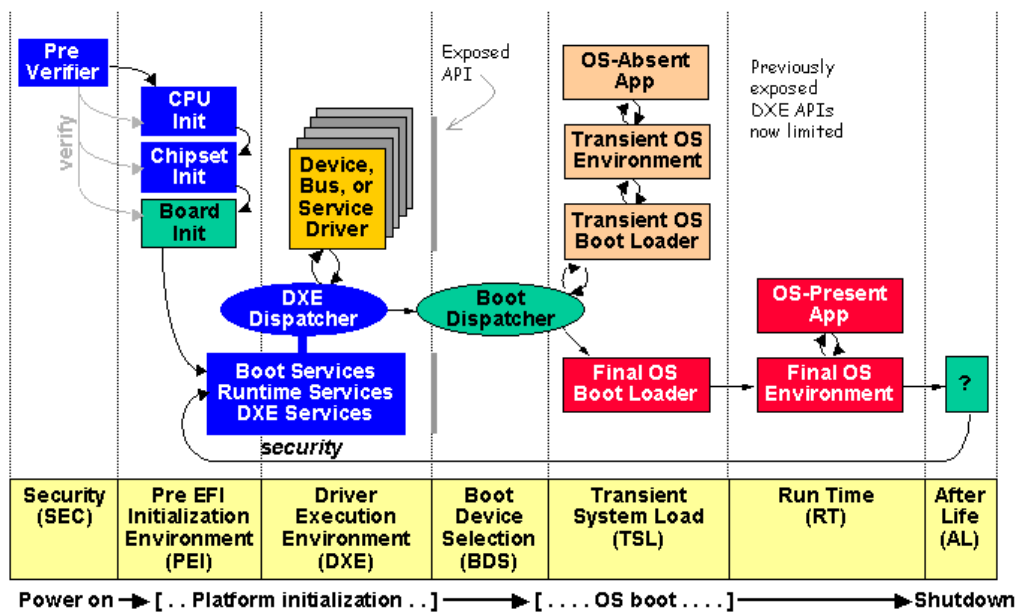 Pre
Verifier
verify
CPU
Init
Chipset
Init
Board
Init
Device,
Bus, or
Service
Driver
Exposed
API
OS-Absent
App
Transient OS
Environment
Transient OS
Boot Loader
Previously
exposed
DXE APIs
now limited
DXE
Dispatcher
Boot
Dispatcher
OS-Present
App
Boot Services
Runtime Services
DXE Services
Final OS
Boot Loader
Final OS
Environment
?
security
Security
(SEC)
Pre EFI
Initialization
Environment
(PEI)
Driver
Execution
Environment
(DXE)
Boot
Device
Selection
(BDS)
Transient
System Load
(TSL)
Run Time
(RT)
After
Life
(AL)
Power on [ . . Platform initialization . . ] [ . . . . OS boot . . . . ] Shutdown